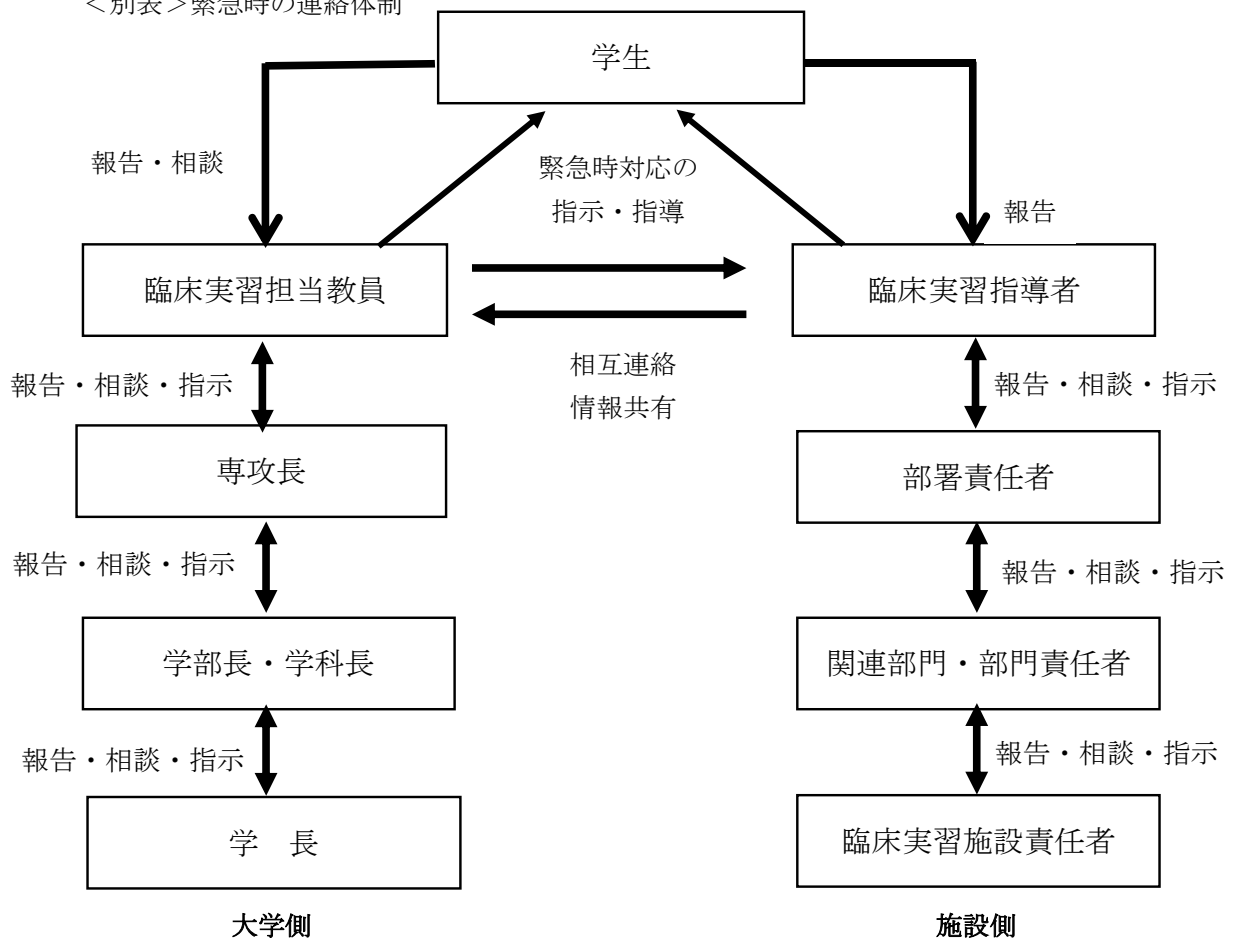 ＜別表＞緊急時の連絡体制
学生
報告・相談
緊急時対応の
指示・指導
報告
臨床実習担当教員
臨床実習指導者
相互連絡
情報共有
報告・相談・指示
報告・相談・指示
専攻長
部署責任者
報告・相談・指示
報告・相談・指示
学部長・学科長
関連部門・部門責任者
報告・相談・指示
報告・相談・指示
学　長
臨床実習施設責任者
大学側
施設側